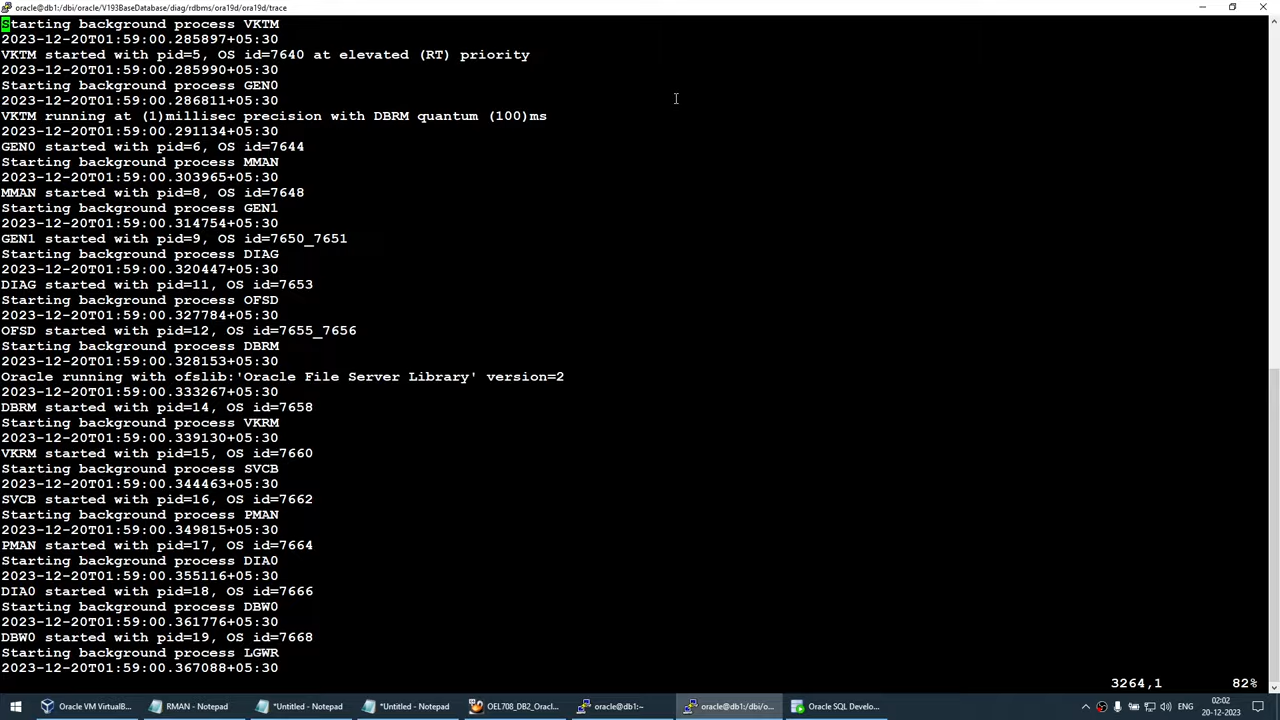 oracle@db1:/dbi/oracle/V193BaseDatabase/diag/rdbms/ora19d/ora19d/trace
Starting background process VKTM
2023-12-20T01:59:00.285897+05:30
VKTM started with pid=5, OS id=7640 at elevated (RT) priority
2023-12-20T01:59:00.285990+05:30
Starting background process GEN0
2023-12-20T01:59:00.286811+05:30
VKTM running at (1)millisec precision with DBRM quantum (100)ms
2023-12-20T01:59:00.291134+05:30
GEN0 started with pid=6, OS id=7644
Starting background process MMAN
2023-12-20T01:59:00.303965+05:30
MMAN started with pid=8, OS id=7648
Starting background process GEN1
2023-12-20T01:59:00.314754+05:30
GEN1 started with pid=9, OS id=7650_7651
Starting background process DIAG
2023-12-20T01:59:00.320447+05:30
DIAG started with pid=11, OS id=7653
Starting background process OFSD
2023-12-20T01:59:00.327784+05:30
OFSD started with pid=12, OS id=7655_7656
Starting background process DBRM
2023-12-20T01:59:00.328153+05:30
Oracle running with ofslib:'Oracle File Server Library' version=2
2023-12-20T01:59:00.333267+05:30
DBRM started with pid=14, OS id=7658
Starting background process VKRM
2023-12-20T01:59:00.339130+05:30
VKRM started with pid=15, OS id=7660
Starting background process SVCB
2023-12-20T01:59:00.344463+05:30
SVCB started with pid=16, OS id=7662
Starting background process PMAN
2023-12-20T01:59:00.349815+05:30
PMAN started with pid=17, OS id=7664
Starting background process DIA0
2023-12-20T01:59:00.355116+05:30
DIA0 started with pid=18, OS id=7666
Starting background process DBW0
2023-12-20T01:59:00.361776+05:30
DBW0 started with pid=19, OS id=7668
Starting background process LGWR
2023-12-20T01:59:00.367088+05:30
3264,1 82%
Oracle VM VirtualB... RMAN - Notepad *Untitled - Notepad *Untitled - Notepad OEL708_DB2_Oracl... oracle@db1:~ oracle@db1:/dbi/o... Oracle SQL Develo... ENG 02:02
20-12-2023